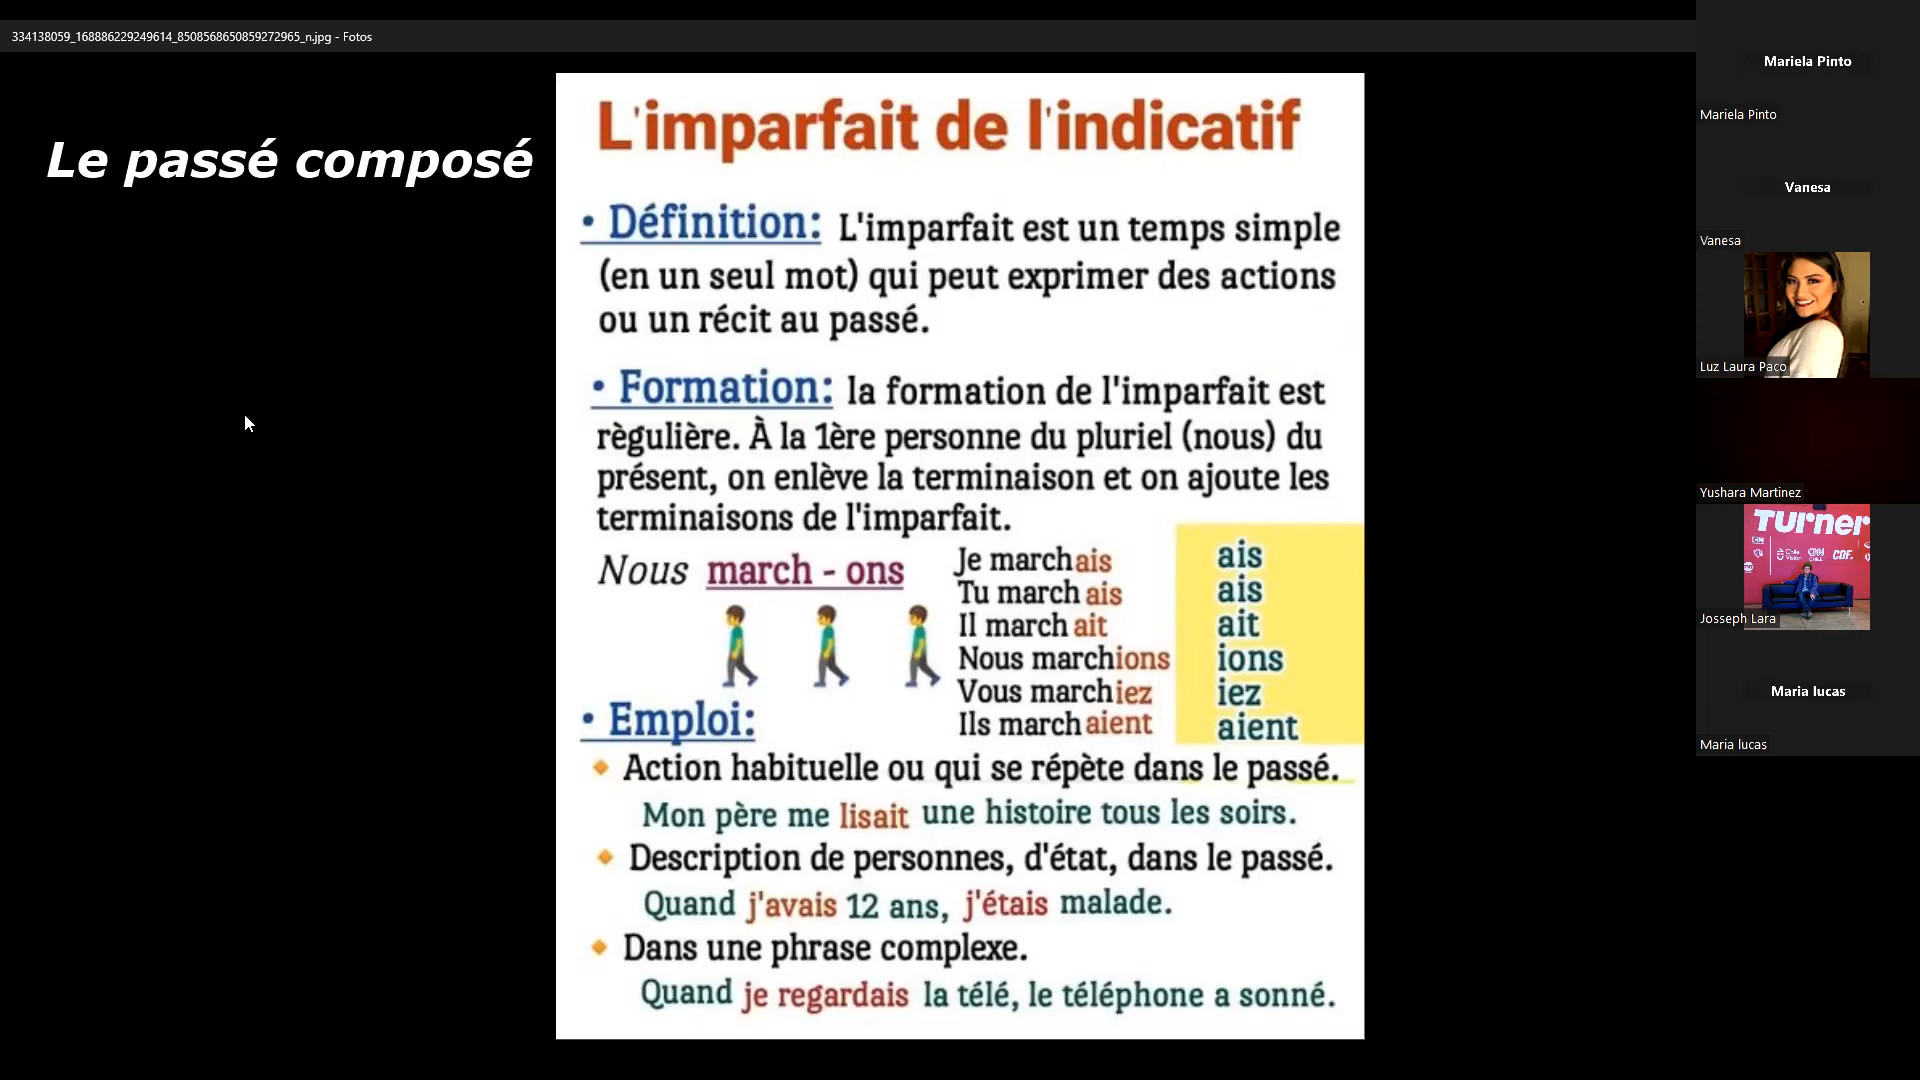 334138059_168886229249614_8508568650859272965_n.jpg - Fotos
Le passé composé
L'imparfait de l'indicatif
• Définition: L'imparfait est un temps simple
(en un seul mot) qui peut exprimer des actions
ou un récit au passé.
• Formation: la formation de l'imparfait est
règulière. À la 1ère personne du pluriel (nous) du
présent, on enlève la terminaison et on ajoute les
terminaisons de l'imparfait.
Nous march - ons
Je marchais
Tu march ais
Il march ait
Nous marchions
Vous marchiez
Ils march aient
ais
ais
ait
ions
iez
aient
• Emploi:
Action habituelle ou qui se répète dans le passé.
Mon père me lisait une histoire tous les soirs.
Description de personnes, d'état, dans le passé.
Quand j'avais 12 ans, j'étais malade.
Dans une phrase complexe.
Quand je regardais la télé, le téléphone a sonné.
Mariela Pinto
Mariela Pinto
Vanesa
Vanesa
Luz Laura Paco
Yushara Martinez
Turner
CDF.
Josseph Lara
Maria lucas
Maria lucas